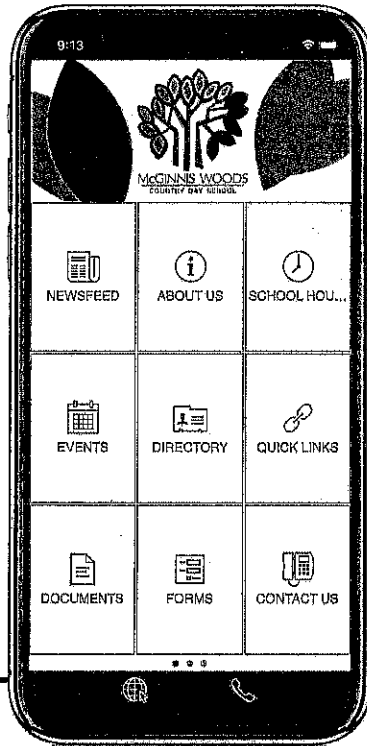 9:13
McGINNIS WOODS
COUNTRY DAY SCHOOL
NEWSFEED
ABOUT US
SCHOOL HOU...
EVENTS
DIRECTORY
QUICK LINKS
DOCUMENTS
FORMS
CONTACT US